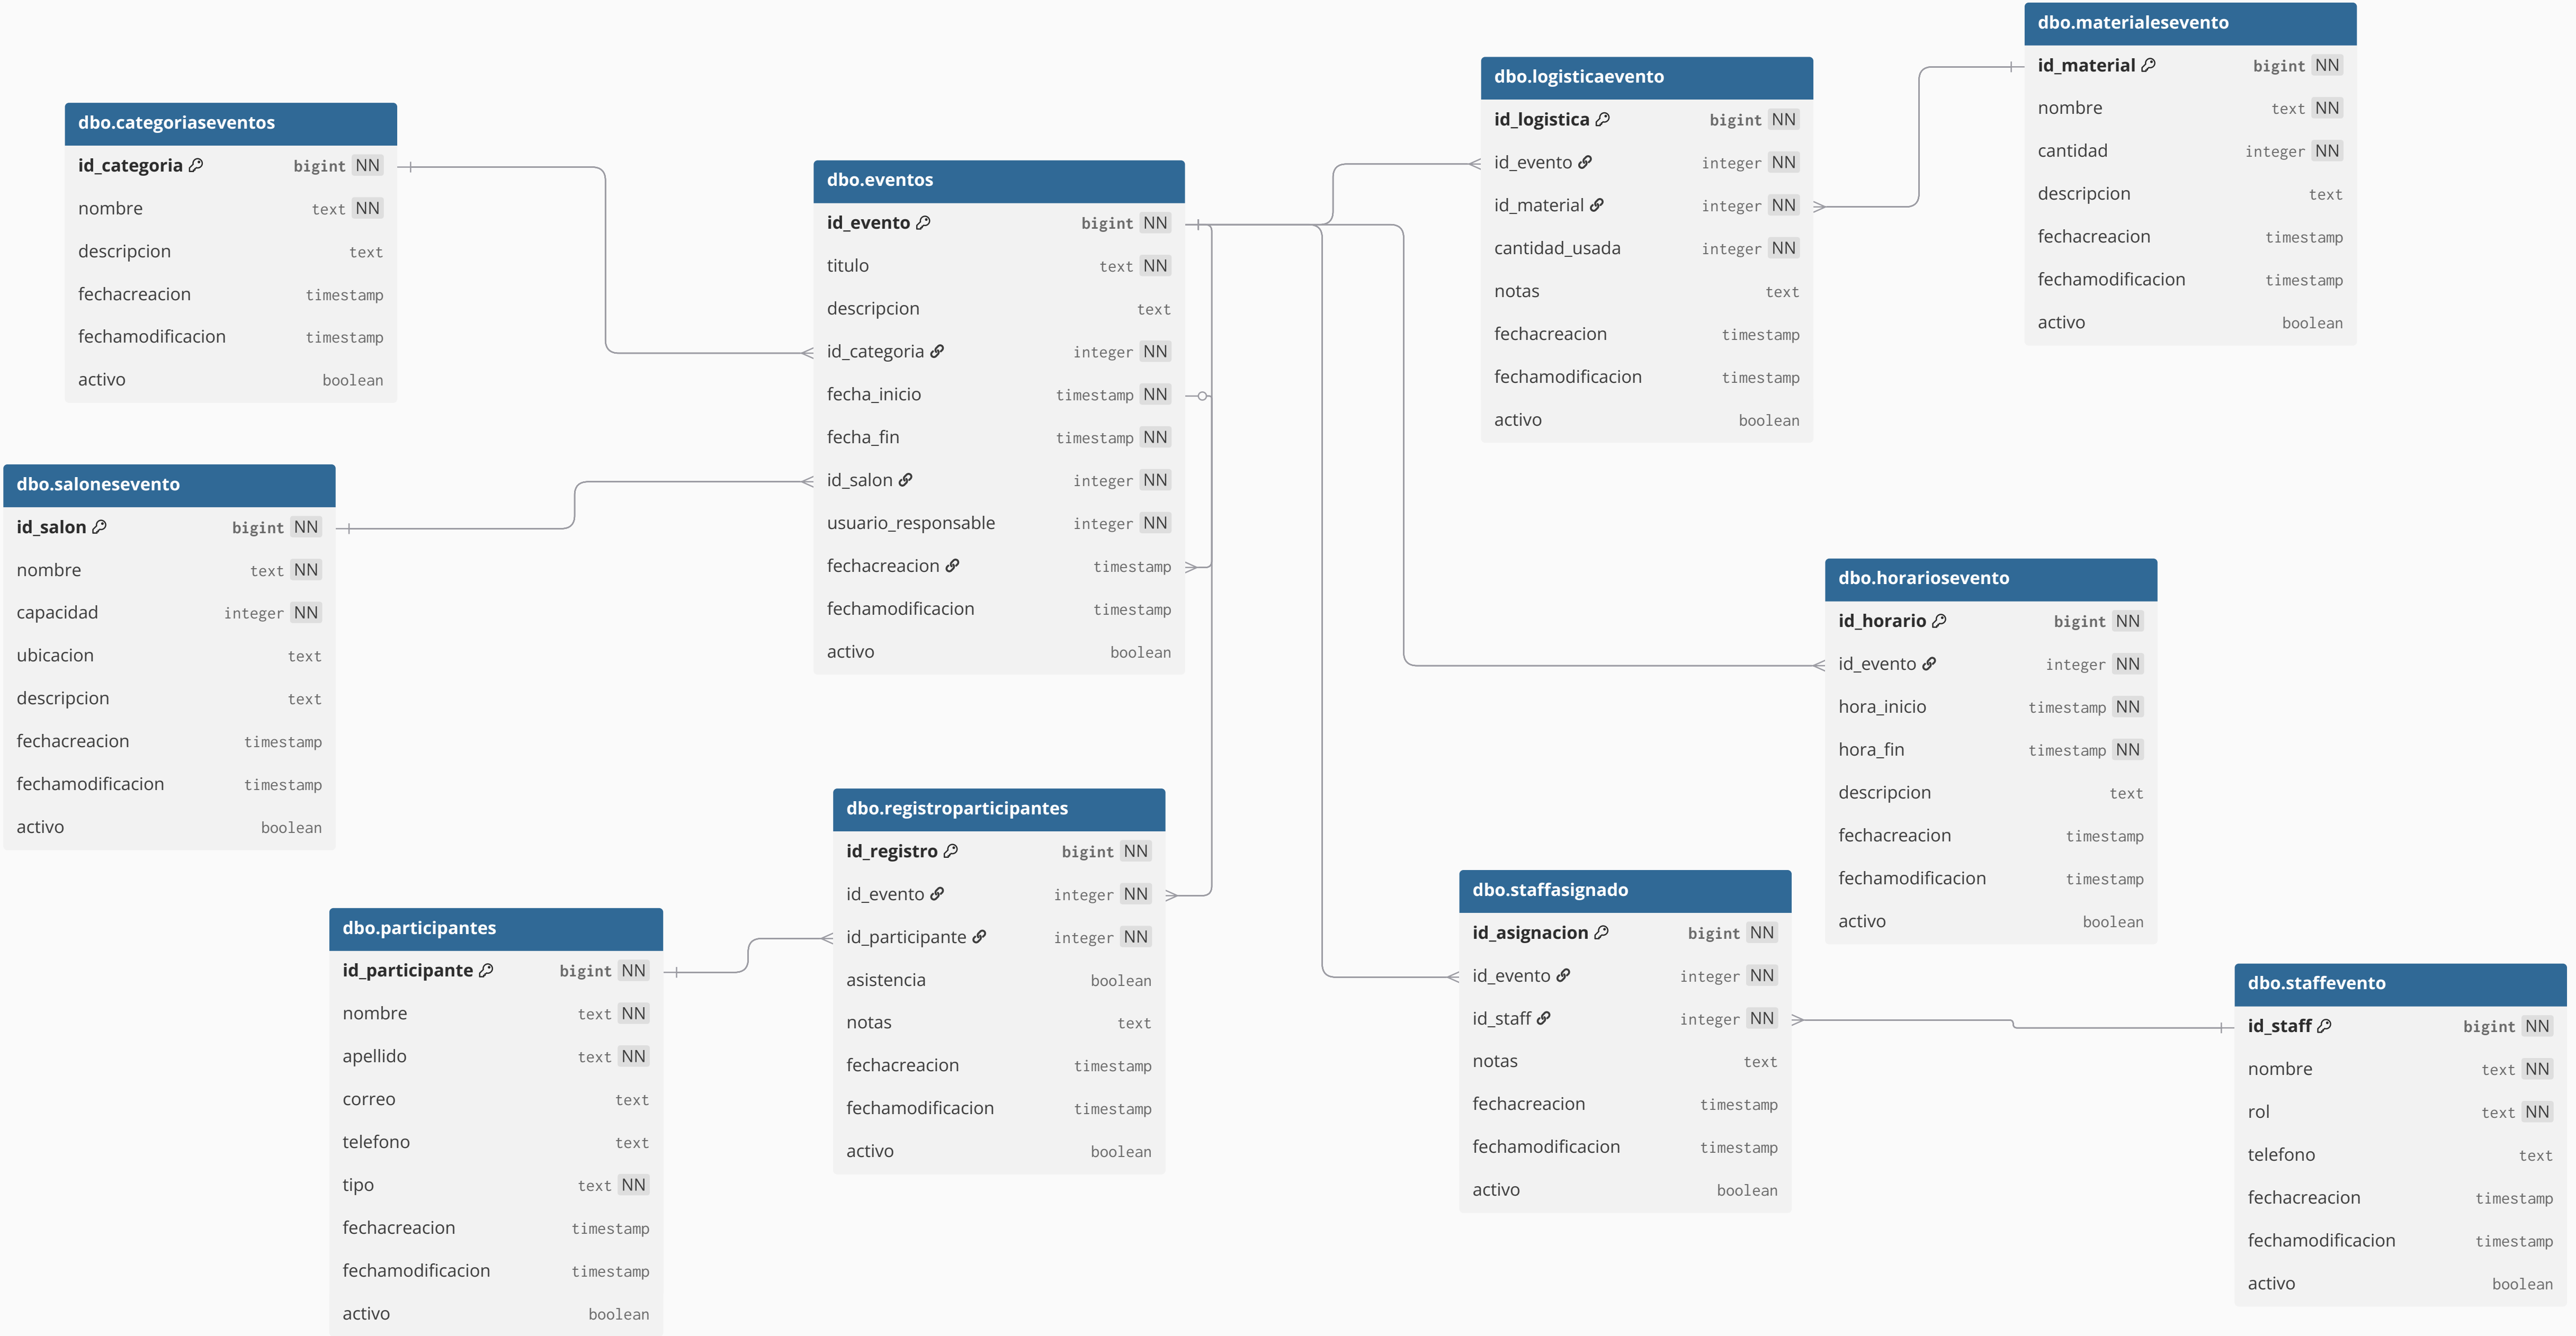 dbo.categoriaseventos
id_categoria bigint NN
nombre text NN
descripcion text
fechacreacion timestamp
fechamodificacion timestamp
activo boolean
dbo.salonesevento
id_salon bigint NN
nombre text NN
capacidad integer NN
ubicacion text
descripcion text
fechacreacion timestamp
fechamodificacion timestamp
activo boolean
dbo.participantes
id_participante bigint NN
nombre text NN
apellido text NN
correo text
telefono text
tipo text NN
fechacreacion timestamp
fechamodificacion timestamp
activo boolean
dbo.eventos
id_evento bigint NN
titulo text NN
descripcion text
id_categoria integer NN
fecha_inicio timestamp NN
fecha_fin timestamp NN
id_salon integer NN
usuario_responsable integer NN
fechacreacion timestamp
fechamodificacion timestamp
activo boolean
dbo.registroparticipantes
id_registro bigint NN
id_evento integer NN
id_participante integer NN
asistencia boolean
notas text
fechacreacion timestamp
fechamodificacion timestamp
activo boolean
dbo.logisticaevento
id_logistica bigint NN
id_evento integer NN
id_material integer NN
cantidad_usada integer NN
notas text
fechacreacion timestamp
fechamodificacion timestamp
activo boolean
dbo.materialesevento
id_material bigint NN
nombre text NN
cantidad integer NN
descripcion text
fechacreacion timestamp
fechamodificacion timestamp
activo boolean
dbo.horariosevento
id_horario bigint NN
id_evento integer NN
hora_inicio timestamp NN
hora_fin timestamp NN
descripcion text
fechacreacion timestamp
fechamodificacion timestamp
activo boolean
dbo.staffasignado
id_asignacion bigint NN
id_evento integer NN
id_staff integer NN
notas text
fechacreacion timestamp
fechamodificacion timestamp
activo boolean
dbo.staffevento
id_staff bigint NN
nombre text NN
rol text NN
telefono text
fechacreacion timestamp
fechamodificacion timestamp
activo boolean